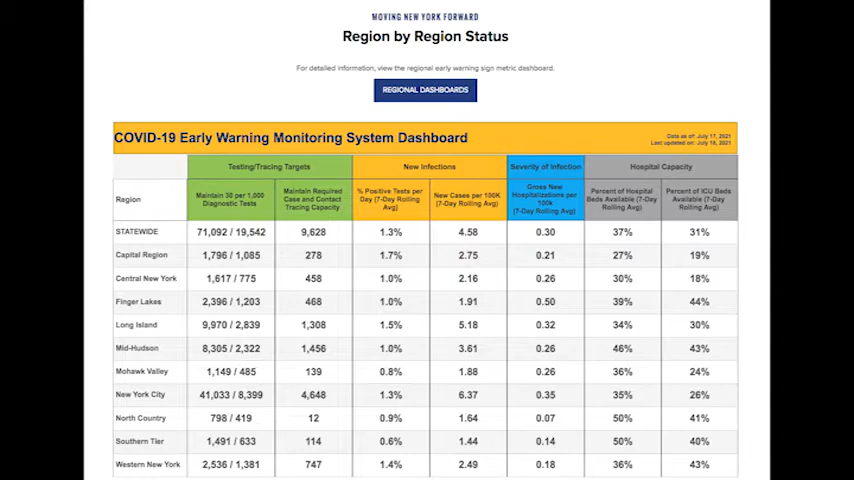 MOVING NEW YORK FORWARD
Region by Region Status
For detailed information, view the regional early warning sign metric dashboard.
REGIONAL DASHBOARDS
COVID-19 Early Warning Monitoring System Dashboard
Data as of: July 17, 2021
Last updated on: July 18, 2021
Testing/Tracing Targets New Infections Severity of Infection Hospital Capacity
Region
Maintain 30 per 1,000
Diagnostic Tests
Maintain Required
Case and Contact
Tracing Capacity
% Positive Tests per
Day (7-Day Rolling
Avg)
New Cases per 100K
(7-Day Rolling Avg)
Gross New
Hospitalizations per
100k
(7-Day Rolling Avg)
Percent of Hospital
Beds Available (7-Day
Rolling Avg)
Percent of ICU Beds
Available (7-Day
Rolling Avg)
STATEWIDE 71,092 / 19,542 9,628 1.3% 4.58 0.30 37% 31%
Capital Region 1,796 / 1,085 278 1.7% 2.75 0.21 27% 19%
Central New York 1,617 / 775 458 1.0% 2.16 0.26 30% 18%
Finger Lakes 2,396 / 1,203 468 1.0% 1.91 0.50 39% 44%
Long Island 9,970 / 2,839 1,308 1.5% 5.18 0.32 34% 30%
Mid-Hudson 8,305 / 2,322 1,456 1.0% 3.61 0.26 46% 43%
Mohawk Valley 1,149 / 485 139 0.8% 1.88 0.26 36% 24%
New York City 41,033 / 8,399 4,648 1.3% 6.37 0.35 35% 26%
North Country 798 / 419 12 0.9% 1.64 0.07 50% 41%
Southern Tier 1,491 / 633 114 0.6% 1.44 0.14 50% 40%
Western New York 2,536 / 1,381 747 1.4% 2.49 0.18 36% 43%